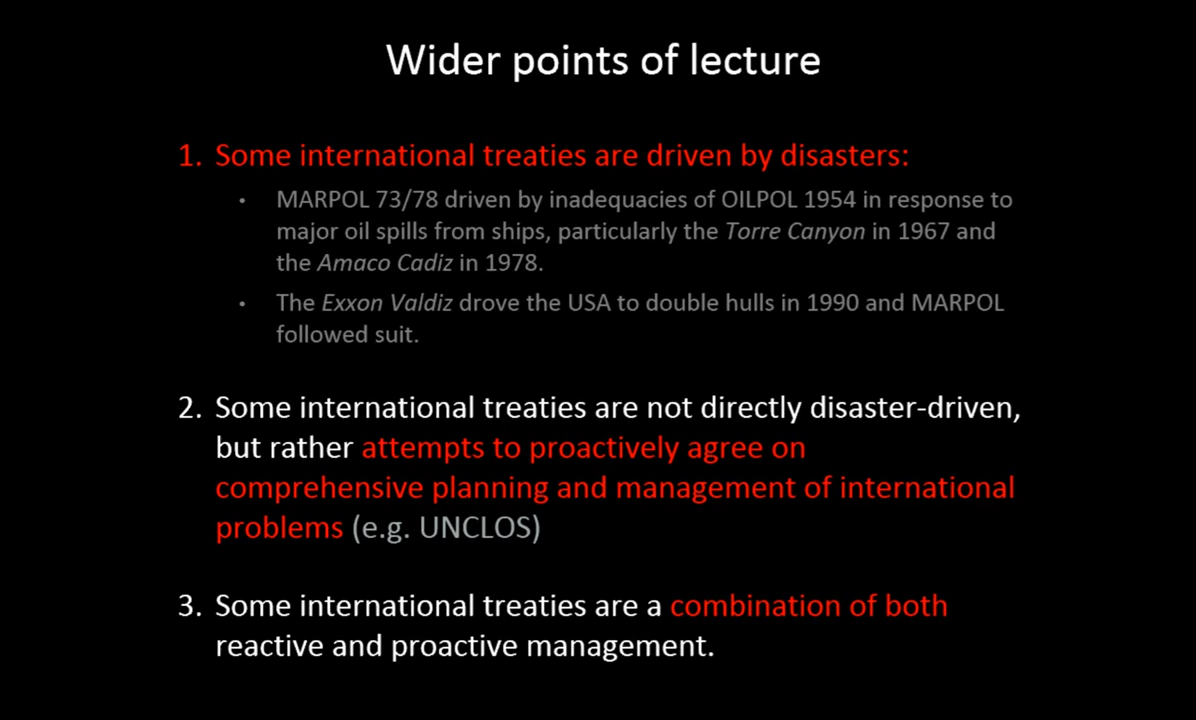 Wider points of lecture
1. Some international treaties are driven by disasters:
• MARPOL 73/78 driven by inadequacies of OILPOL 1954 in response to
major oil spills from ships, particularly the Torre Canyon in 1967 and
the Amaco Cadiz in 1978.
• The Exxon Valdiz drove the USA to double hulls in 1990 and MARPOL
followed suit.
2. Some international treaties are not directly disaster-driven,
but rather attempts to proactively agree on
comprehensive planning and management of international
problems (e.g. UNCLOS)
3. Some international treaties are a combination of both
reactive and proactive management.